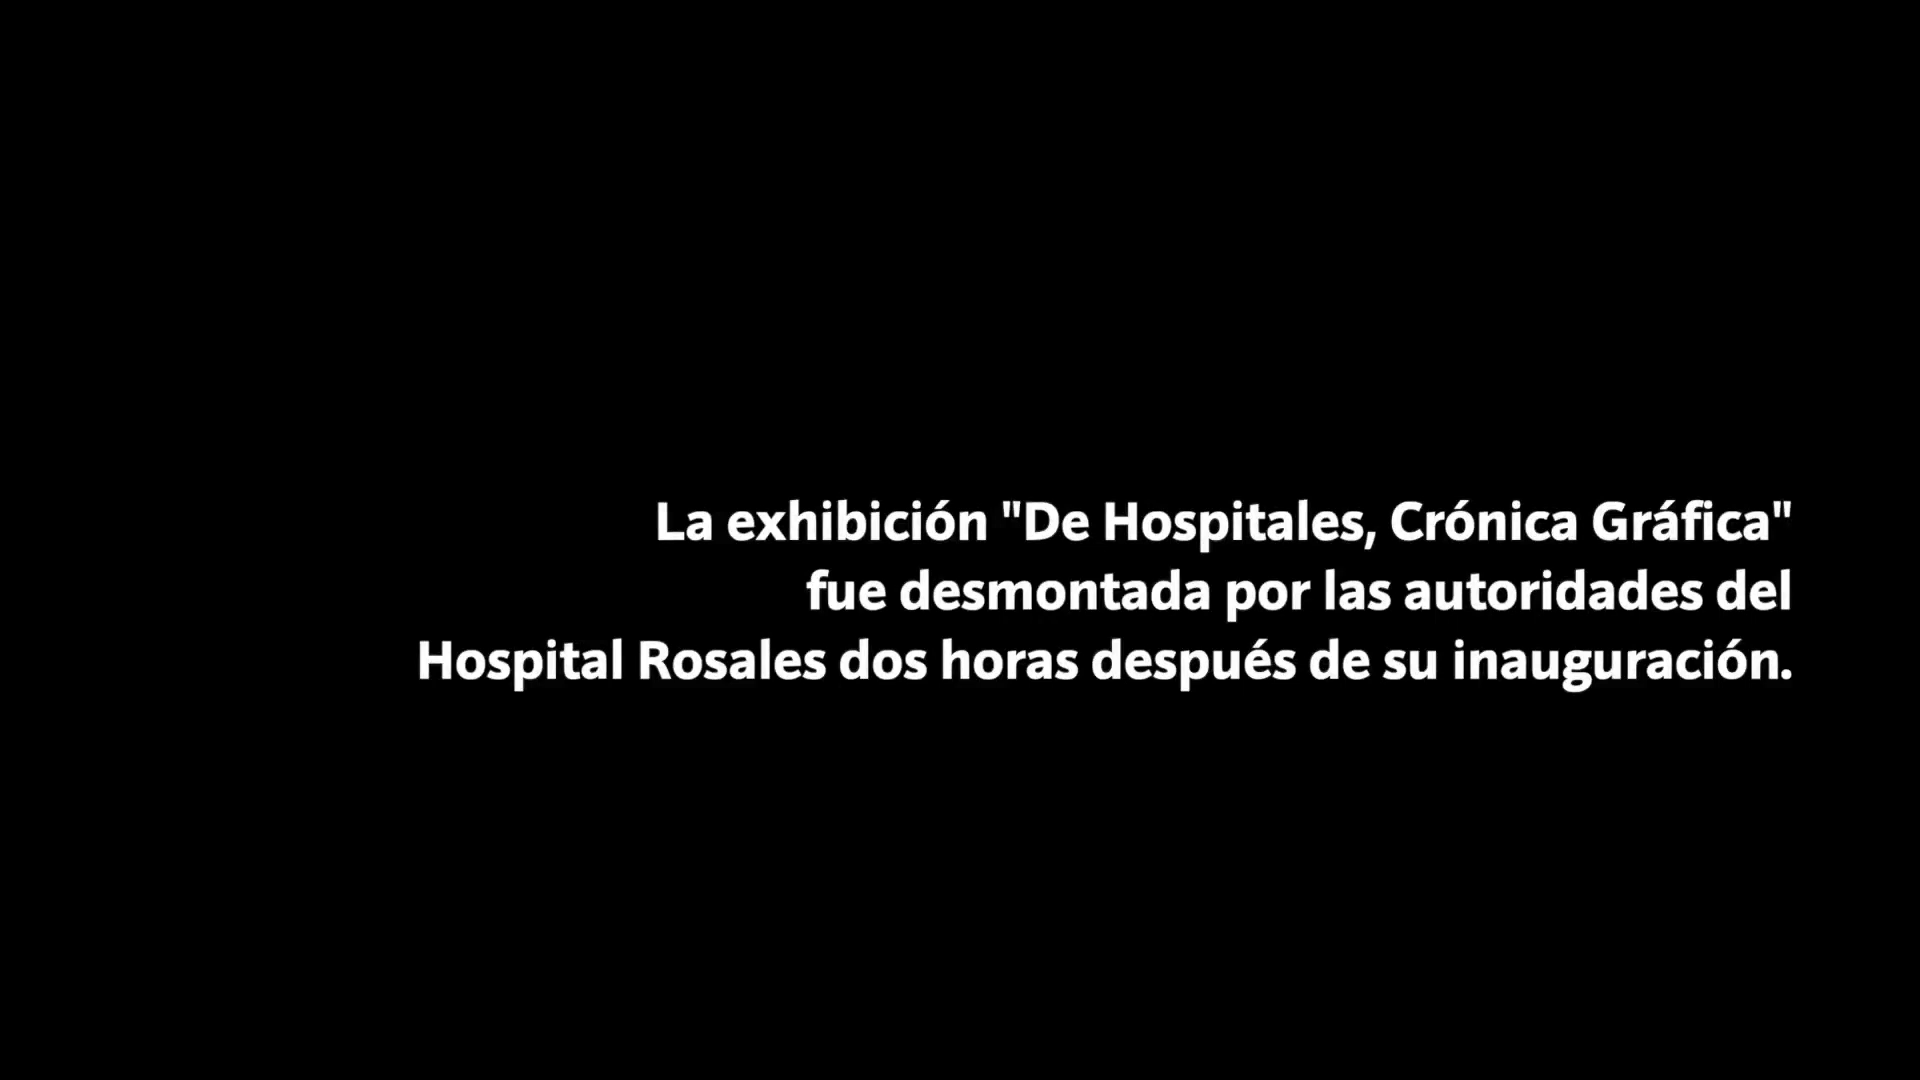 La exhibición "De Hospitales, Crónica Gráfica"
fue desmontada por las autoridades del
Hospital Rosales dos horas después de su inauguración.